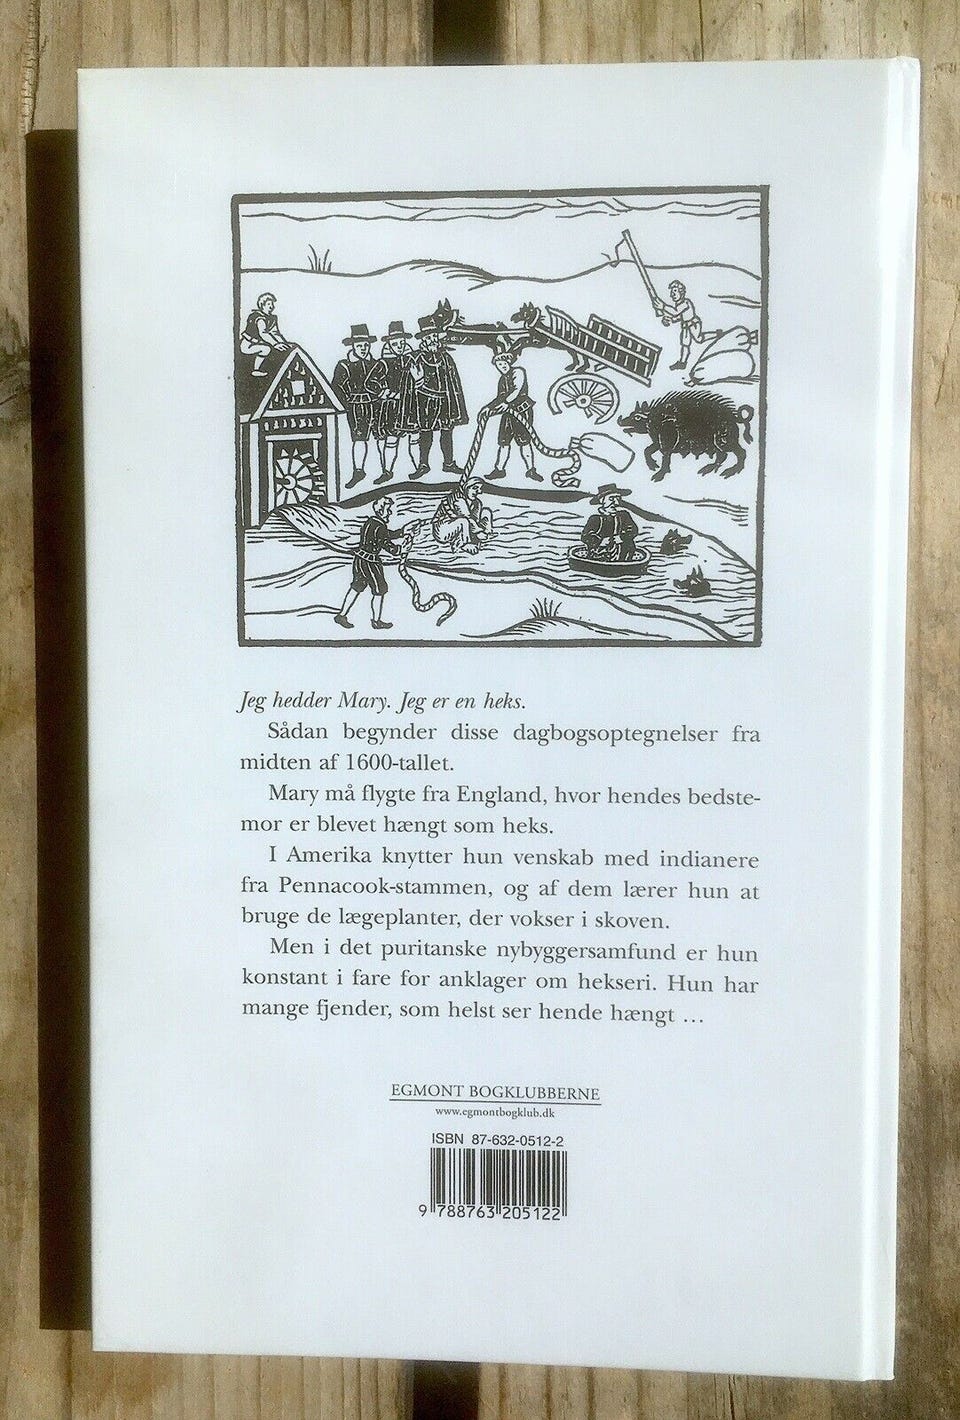 Jeg hedder Mary. Jeg er en heks.
Sådan begynder disse dagbogsoptegnelser fra
midten af 1600-tallet.
Mary må flygte fra England, hvor hendes bedste-
mor er blevet hængt som heks.
I Amerika knytter hun venskab med indianere
fra Pennacook-stammen, og af dem lærer hun at
bruge de lægeplanter, der vokser i skoven.
Men i det puritanske nybyggersamfund er hun
konstant i fare for anklager om hekseri. Hun har
mange fjender, som helst ser hende hængt ...
EGMONT BOGKLUBBERNE
www.egmontbogklub.dk
ISBN 87-632-0512-2
9 788763 205122